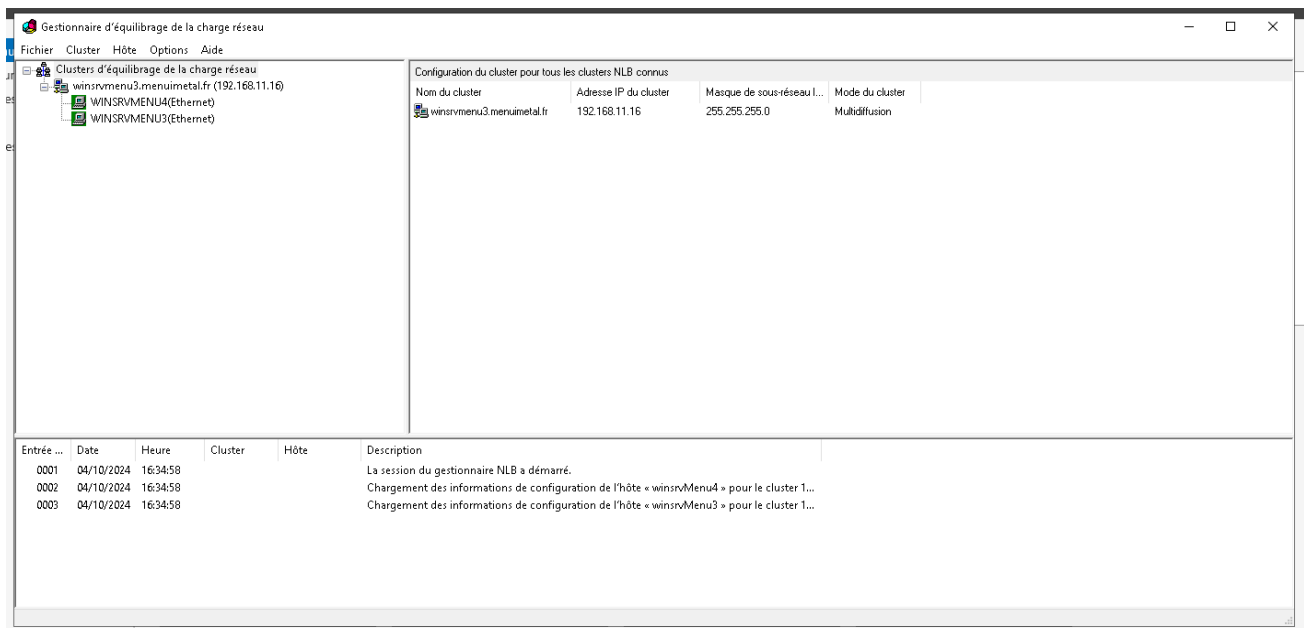 Gestionnaire d'équilibrage de la charge réseau
Fichier Cluster Hôte Options Aide
Clusters d'équilibrage de la charge réseau
winsrvmenu3.menuimetal.fr (192.168.11.16)
WINSRVMENU4(Ethernet)
WINSRVMENU3(Ethernet)
Configuration du cluster pour tous les clusters NLB connus
Nom du cluster Adresse IP du cluster Masque de sous-réseau I... Mode du cluster
winsrvmenu3.menuimetal.fr 192.168.11.16 255.255.255.0 Multidiffusion
Entrée ... Date Heure Cluster Hôte Description
0001 04/10/2024 16:34:58 La session du gestionnaire NLB a démarré.
0002 04/10/2024 16:34:58 Chargement des informations de configuration de l'hôte « winsrvMenu4 » pour le cluster 1...
0003 04/10/2024 16:34:58 Chargement des informations de configuration de l'hôte « winsrvMenu3 » pour le cluster 1...